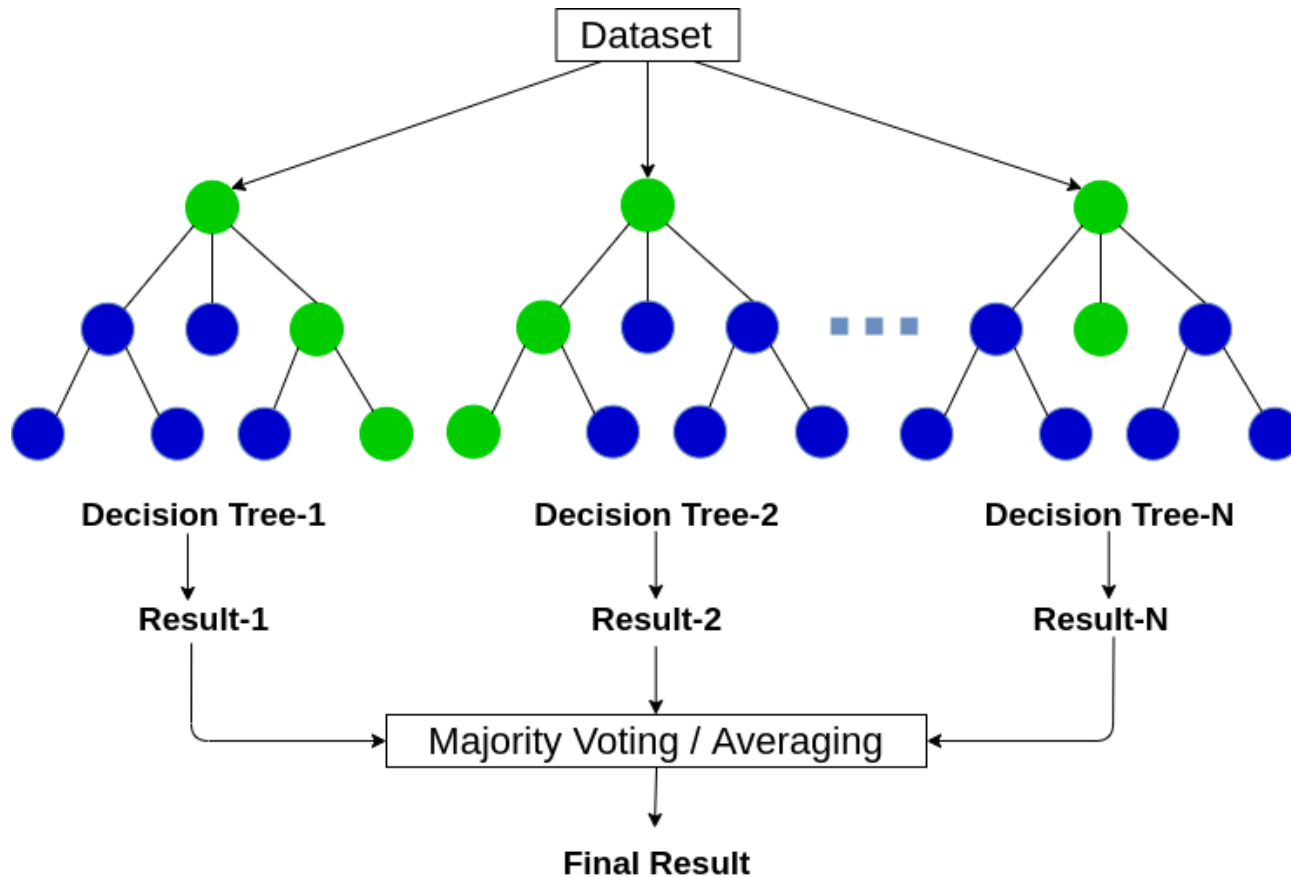 Dataset
Decision Tree-1
Decision Tree-2
Decision Tree-N
Result-1
Result-2
Result-N
Majority Voting / Averaging
Final Result